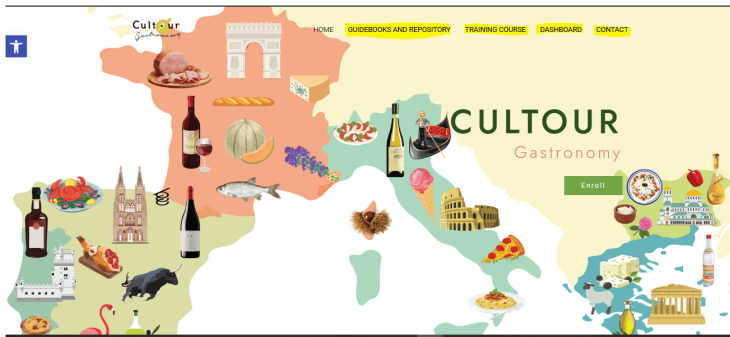 Cultour
Gastronomy
HOME GUIDEBOOKS AND REPOSITORY TRAINING COURSE DASHBOARD CONTACT
CULTOUR
Gastronomy
Enroll